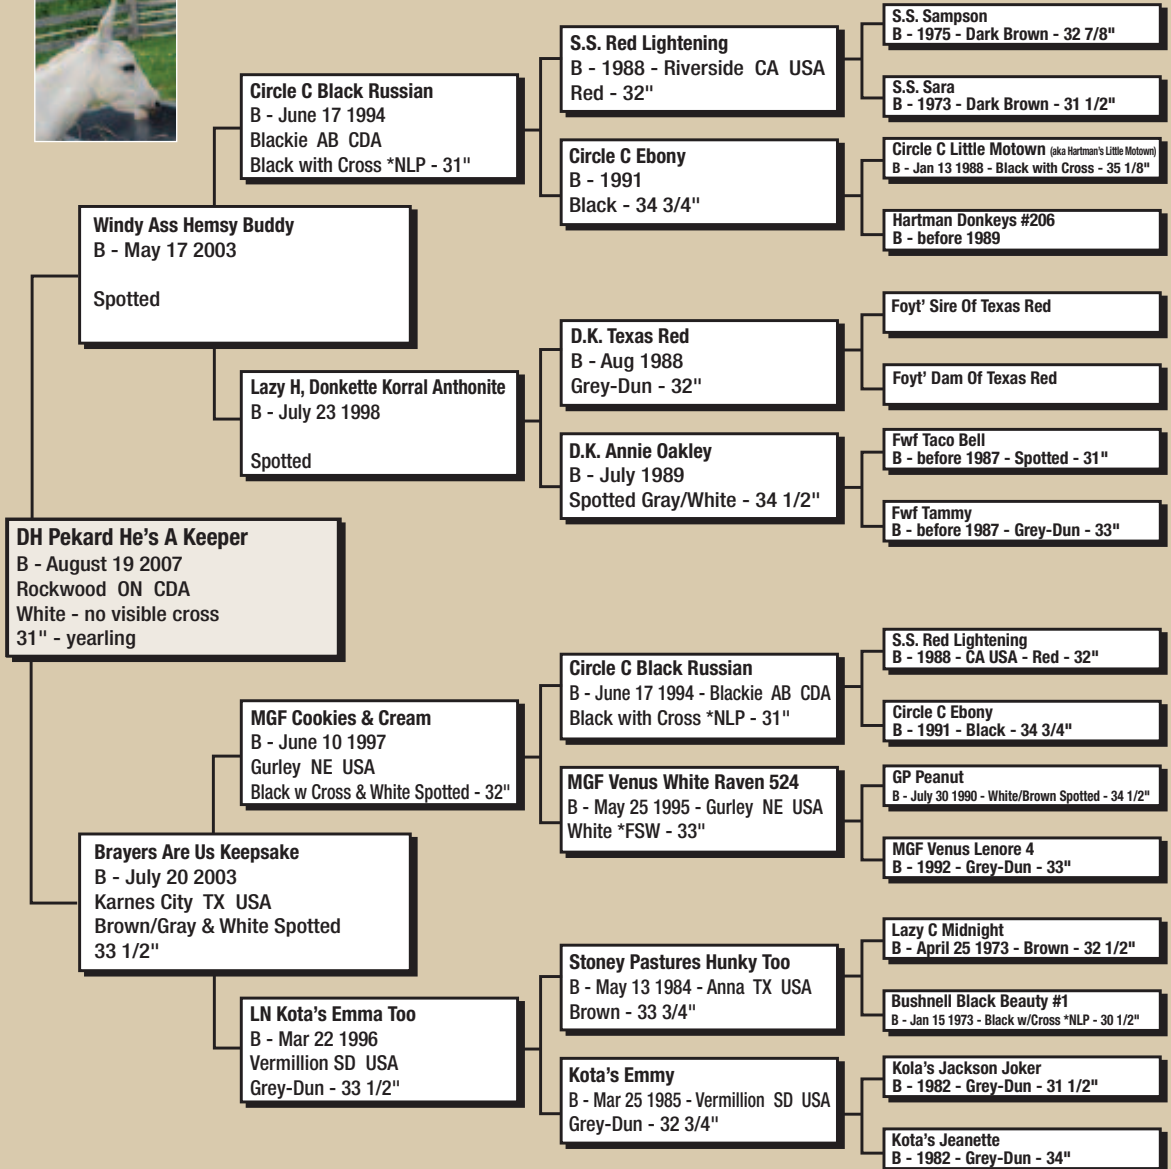 DH Pekard He's A Keeper
B - August 19 2007
Rockwood ON CDA
White - no visible cross
31" - yearling
Windy Ass Hemsy Buddy
B - May 17 2003
Spotted
Brayers Are Us Keepsake
B - July 20 2003
Karnes City TX USA
Brown/Gray & White Spotted
33 1/2"
Circle C Black Russian
B - June 17 1994
Blackie AB CDA
Black with Cross *NLP - 31"
Lazy H, Donkette Korral Anthonite
B - July 23 1998
Spotted
MGF Cookies & Cream
B - June 10 1997
Gurley NE USA
Black w Cross & White Spotted - 32"
LN Kota's Emma Too
B - Mar 22 1996
Vermillion SD USA
Grey-Dun - 33 1/2"
S.S. Red Lightening
B - 1988 - Riverside CA USA
Red - 32"
Circle C Ebony
B - 1991
Black - 34 3/4"
D.K. Texas Red
B - Aug 1988
Grey-Dun - 32"
D.K. Annie Oakley
B - July 1989
Spotted Gray/White - 34 1/2"
Circle C Black Russian
B - June 17 1994 - Blackie AB CDA
Black with Cross *NLP - 31"
MGF Venus White Raven 524
B - May 25 1995 - Gurley NE USA
White *FSW - 33"
Stoney Pastures Hunky Too
B - May 13 1984 - Anna TX USA
Brown - 33 3/4"
Kota's Emmy
B - Mar 25 1985 - Vermillion SD USA
Grey-Dun - 32 3/4"
S.S. Sampson
B - 1975 - Dark Brown - 32 7/8"
S.S. Sara
B - 1973 - Dark Brown - 31 1/2"
Circle C Little Motown (aka Hartman's Little Motown)
B - Jan 13 1988 - Black with Cross - 35 1/8"
Hartman Donkeys #206
B - before 1989
Foyt' Sire Of Texas Red
Foyt' Dam Of Texas Red
Fwf Taco Bell
B - before 1987 - Spotted - 31"
Fwf Tammy
B - before 1987 - Grey-Dun - 33"
S.S. Red Lightening
B - 1988 - CA USA - Red - 32"
Circle C Ebony
B - 1991 - Black - 34 3/4"
GP Peanut
B - July 30 1990 - White/Brown Spotted - 34 1/2"
MGF Venus Lenore 4
B - 1992 - Grey-Dun - 33"
Lazy C Midnight
B - April 25 1973 - Brown - 32 1/2"
Bushnell Black Beauty #1
B - Jan 15 1973 - Black w/Cross *NLP - 30 1/2"
Kola's Jackson Joker
B - 1982 - Grey-Dun - 31 1/2"
Kota's Jeanette
B - 1982 - Grey-Dun - 34"